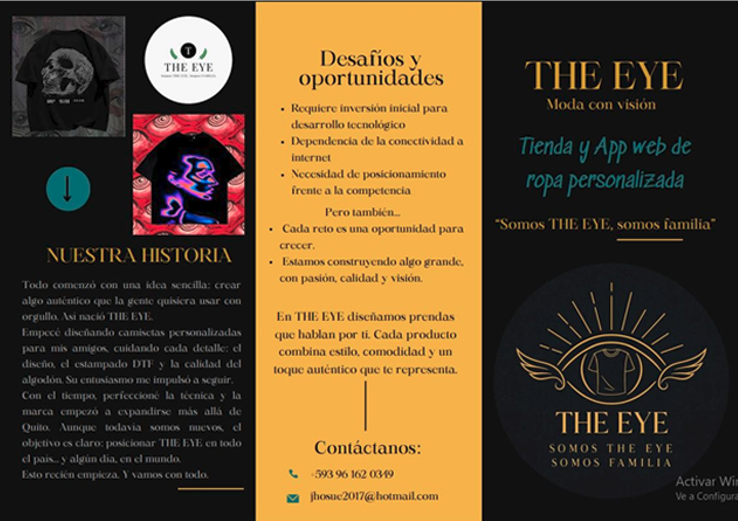 T
THE EYE
Somos THE EYE, Somos FAMILIA
NUESTRA HISTORIA
Todo comenzó con una idea sencilla: crear
algo auténtico que la gente quisiera usar con
orgullo. Así nació THE EYE.
Empecé diseñando camisetas personalizadas
para mis amigos, cuidando cada detalle: el
diseño, el estampado DTF y la calidad del
algodón. Su entusiasmo me impulsó a seguir.
Con el tiempo, perfeccioné la técnica y la
marca empezó a expandirse más allá de
Quito. Aunque todavía somos nuevos, el
objetivo es claro: posicionar THE EYE en todo
el país... y algún día, en el mundo.
Esto recién empieza. Y vamos con todo.
Desafíos y
oportunidades
• Requiere inversión inicial para
desarrollo tecnológico
• Dependencia de la conectividad a
internet
• Necesidad de posicionamiento
frente a la competencia
Pero también...
• Cada reto es una oportunidad para
crecer.
• Estamos construyendo algo grande,
con pasión, calidad y visión.
En THE EYE diseñamos prendas
que hablan por ti. Cada producto
combina estilo, comodidad y un
toque auténtico que te representa.
Contáctanos:
+593 96 162 0349
jhosue2017@hotmail.com
THE EYE
Moda con visión
Tienda y App web de
ropa personalizada
“Somos THE EYE, somos familia”
THE EYE
SOMOS THE EYE
SOMOS FAMILIA
Activar Win
Ve a Configura